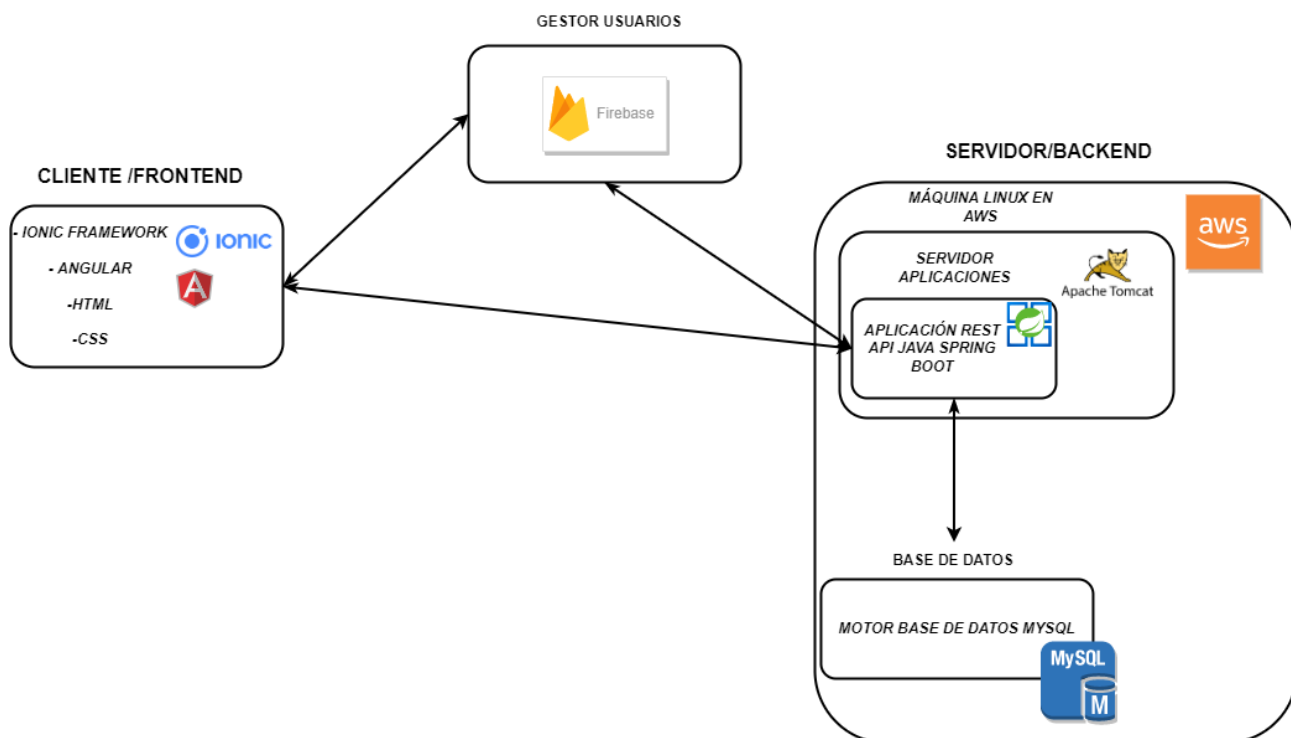 GESTOR USUARIOS
Firebase
CLIENTE /FRONTEND
- IONIC FRAMEWORK
IONIC
- ANGULAR
A
-HTML
-CSS
SERVIDOR/BACKEND
MÁQUINA LINUX EN
AWS
aws
SERVIDOR
APLICACIONES
Apache Tomcat
APLICACIÓN REST
API JAVA SPRING
BOOT
BASE DE DATOS
MOTOR BASE DE DATOS MYSQL
MySQL
M